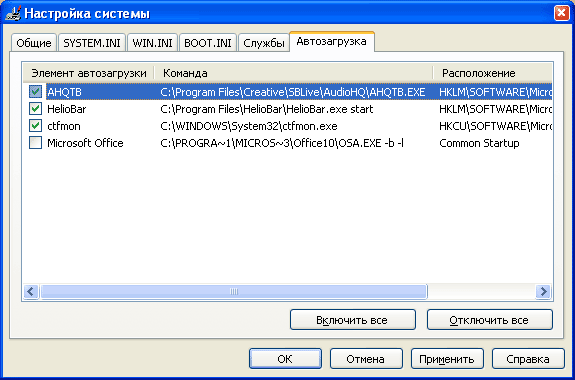 Настройка системы
Общие SYSTEM.INI WIN.INI BOOT.INI Службы Автозагрузка
Элемент автозагрузки Команда Расположение
AHQTB C:\Program Files\Creative\SBLive\AudioHQ\AHQTB.EXE HKLM\SOFTWARE\Micro
HelioBar C:\Program Files\HelioBar\HelioBar.exe start HKLM\SOFTWARE\Micro
ctfmon C:\WINDOWS\System32\ctfmon.exe HKCU\SOFTWARE\Micro
Microsoft Office C:\PROGRA~1\MICROS~3\Office10\OSA.EXE -b -l Common Startup
Включить все Отключить все
ОК Отмена Применить Справка